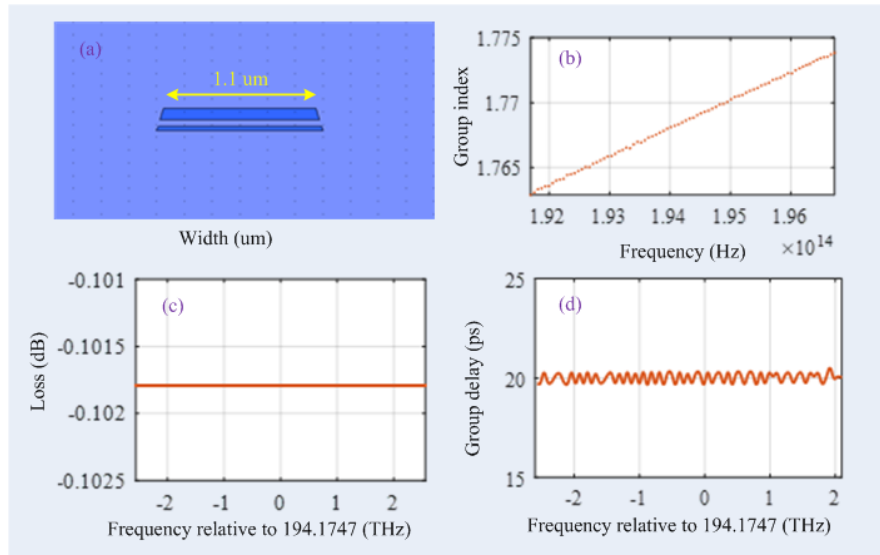 (a)
1.1 um
Width (um)
(b)
Group index
1.775
1.77
1.765
1.92 1.93 1.94 1.95 1.96
Frequency (Hz) ×10^14
(c)
Loss (dB)
-0.101
-0.1015
-0.102
-0.1025
-2 -1 0 1 2
Frequency relative to 194.1747 (THz)
(d)
Group delay (ps)
25
20
15
-2 -1 0 1 2
Frequency relative to 194.1747 (THz)